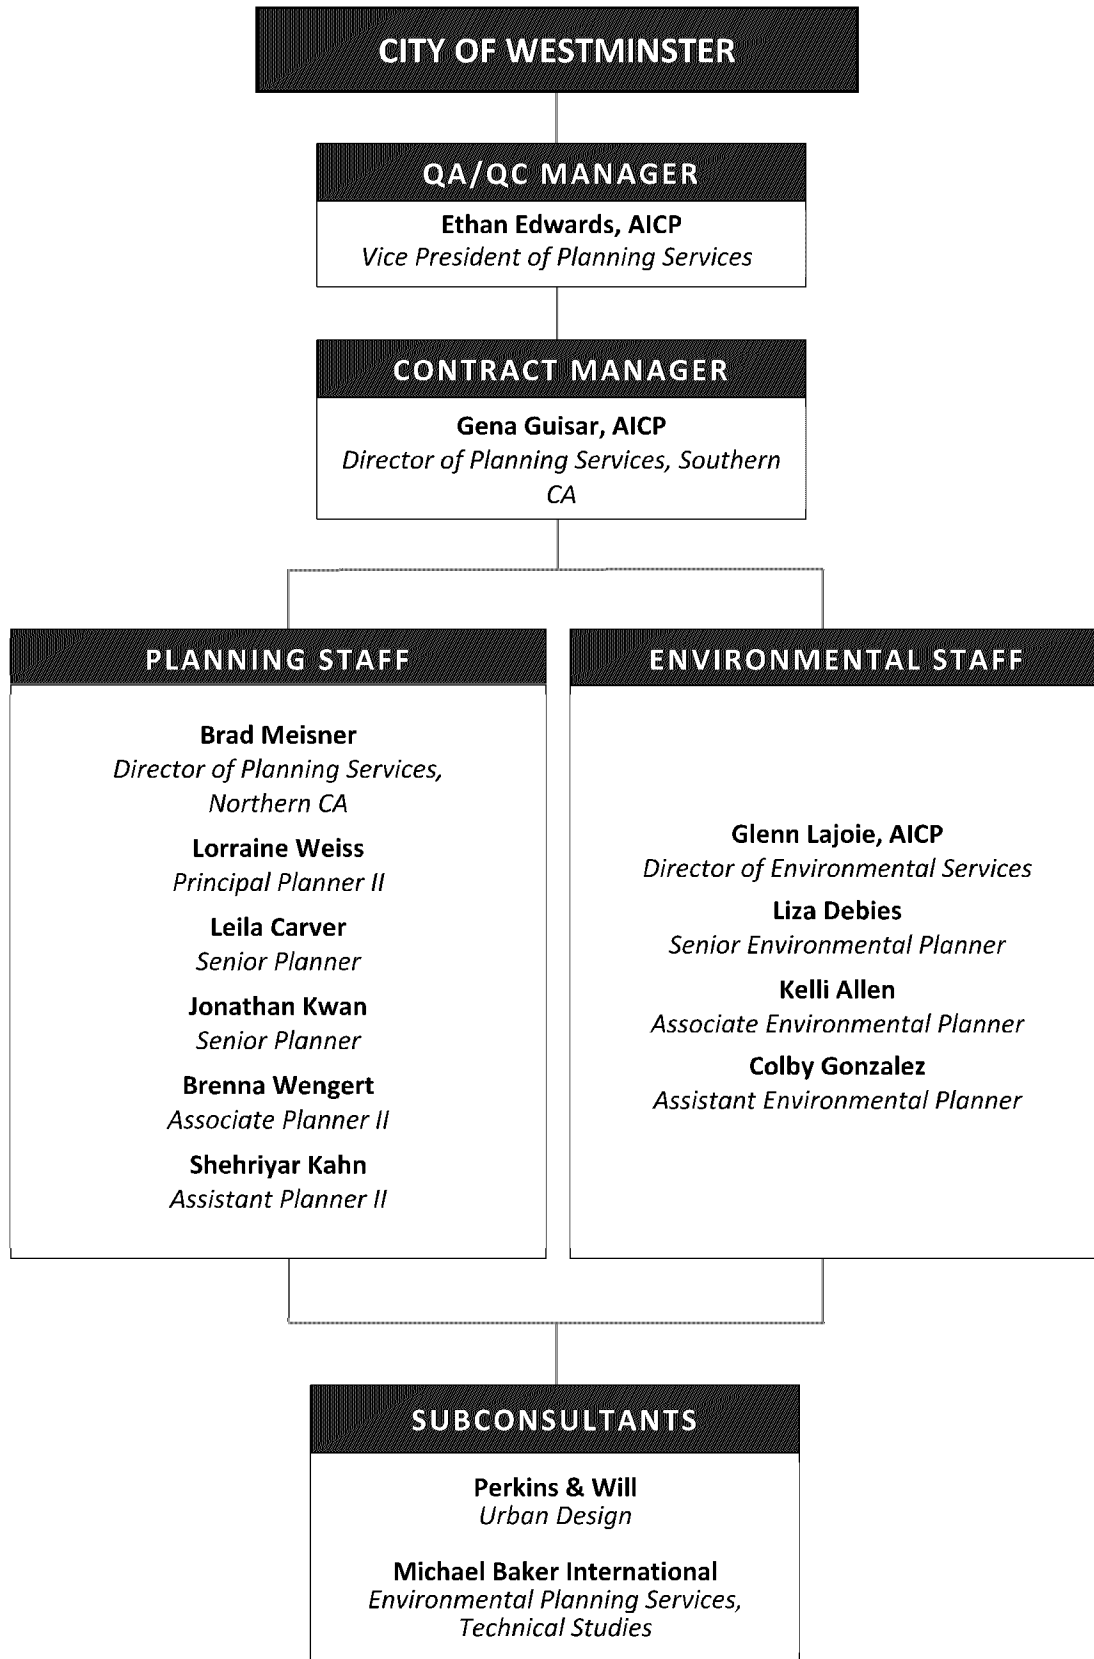 CITY OF WESTMINSTER
QA/QC MANAGER
Ethan Edwards, AICP
Vice President of Planning Services
CONTRACT MANAGER
Gena Guisar, AICP
Director of Planning Services, Southern
CA
PLANNING STAFF
Brad Meisner
Director of Planning Services,
Northern CA
Lorraine Weiss
Principal Planner II
Leila Carver
Senior Planner
Jonathan Kwan
Senior Planner
Brenna Wengert
Associate Planner II
Shehriyar Kahn
Assistant Planner II
ENVIRONMENTAL STAFF
Glenn Lajoie, AICP
Director of Environmental Services
Liza Debies
Senior Environmental Planner
Kelli Allen
Associate Environmental Planner
Colby Gonzalez
Assistant Environmental Planner
SUBCONSULTANTS
Perkins & Will
Urban Design
Michael Baker International
Environmental Planning Services,
Technical Studies